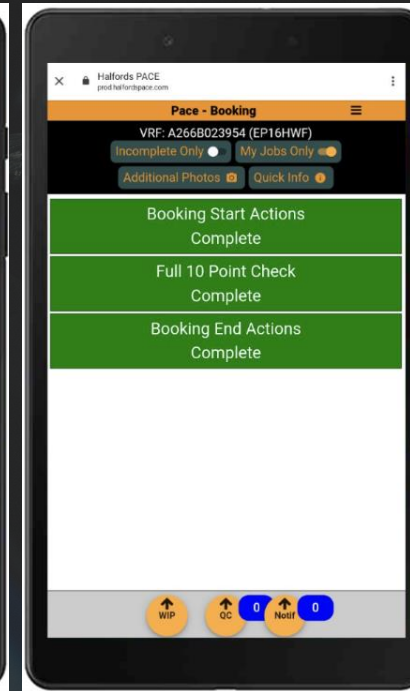 Halfords PACE
prod.halfordspace.com
Pace - Booking
VRF: A266B023954 (EP16HWF)
Incomplete Only My Jobs Only
Additional Photos Quick Info
Booking Start Actions
Complete
Full 10 Point Check
Complete
Booking End Actions
Complete
WIP QC 0 Notif 0